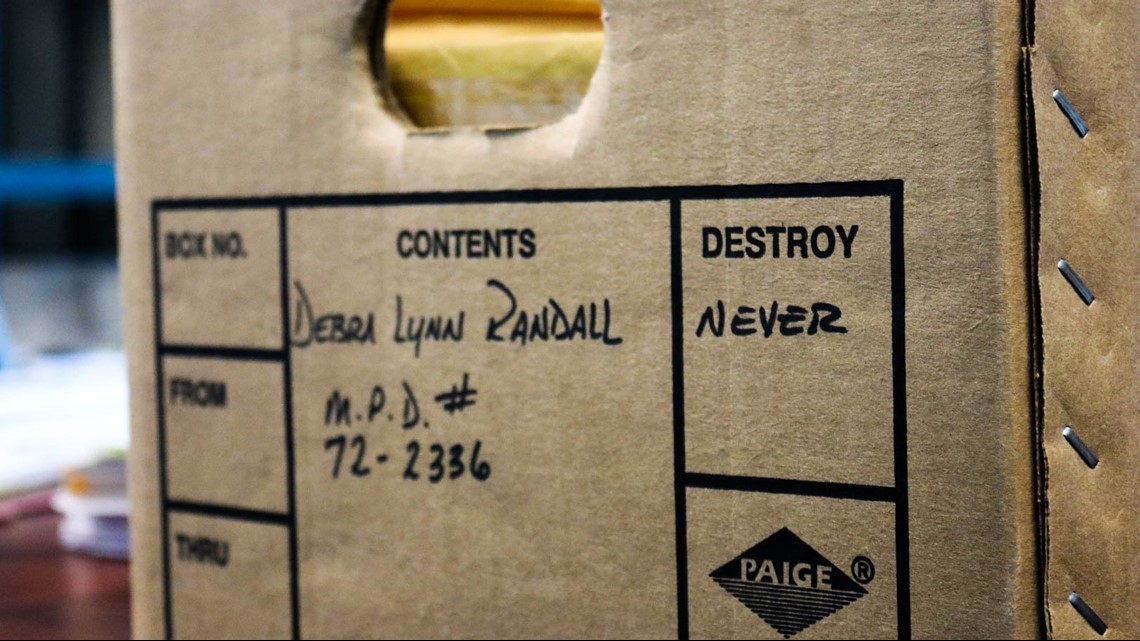 BOX NO.
CONTENTS
DESTROY
DEBRA LYNN RANDALL
NEVER
M.P.D. #
72-2336
FROM
THRU
PAIGE ®